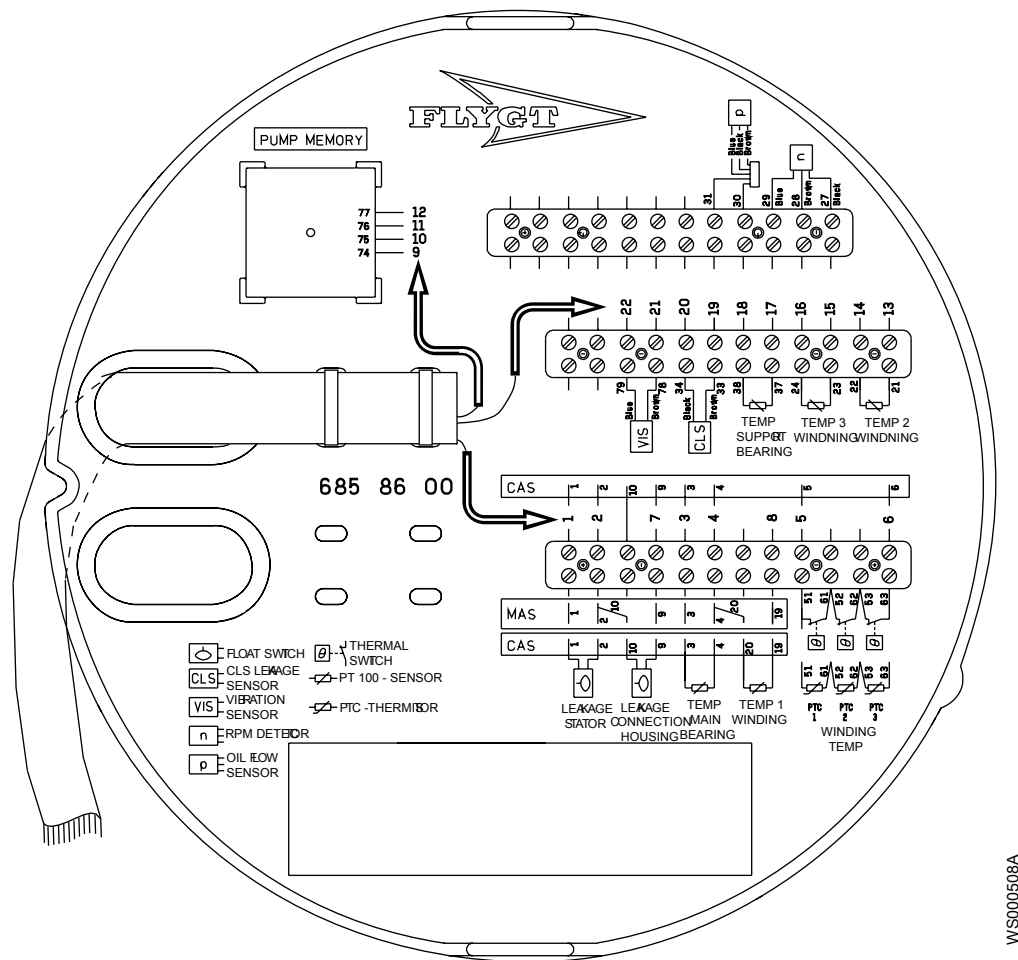 FLYGT
PUMP MEMORY
77 12
76 11
75 10
74 9
p
Blue
Black
Brown
n
31 30 29 Blue 28 Brown 27 Black
22 21 20 19 18 17 16 15 14 13
79 78 34 33 38 37 24 23 22 21
Blue Brown Black Brown
VIS CLS
TEMP SUPPORT BEARING
TEMP 3 WINDNING
TEMP 2 WINDNING
685 86 00
CAS 1 2 10 9 3 4 5 6
1 2 7 3 4 8 5 6
MAS 1 2 10 9 3 4 20 19
CAS 1 2 10 9 3 4 20 19
51 61 52 62 53 63
θ θ θ
51 61 52 62 53 63
PTC 1
PTC 2
PTC 3
LEAKAGE STATOR
LEAKAGE CONNECTION HOUSING
TEMP MAIN BEARING
TEMP 1 WINDING
WINDING TEMP
FLOAT SWITCH
CLS CLS LEAKAGE SENSOR
VIS VIBRATION SENSOR
n RPM DETECTOR
p OIL FLOW SENSOR
θ THERMAL SWITCH
PT 100 - SENSOR
PTC -THERMISTOR
WS000508A